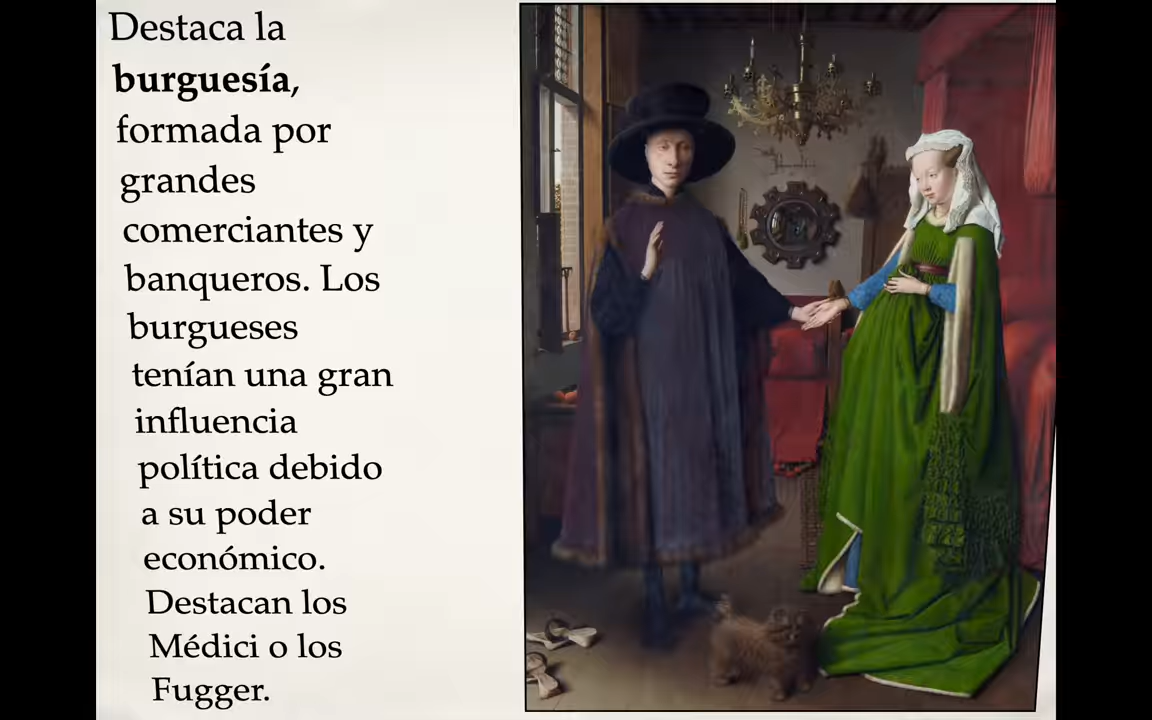 Destaca la
burguesía,
formada por
grandes
comerciantes y
banqueros. Los
burgueses
tenían una gran
influencia
política debido
a su poder
económico.
Destacan los
Médici o los
Fugger.